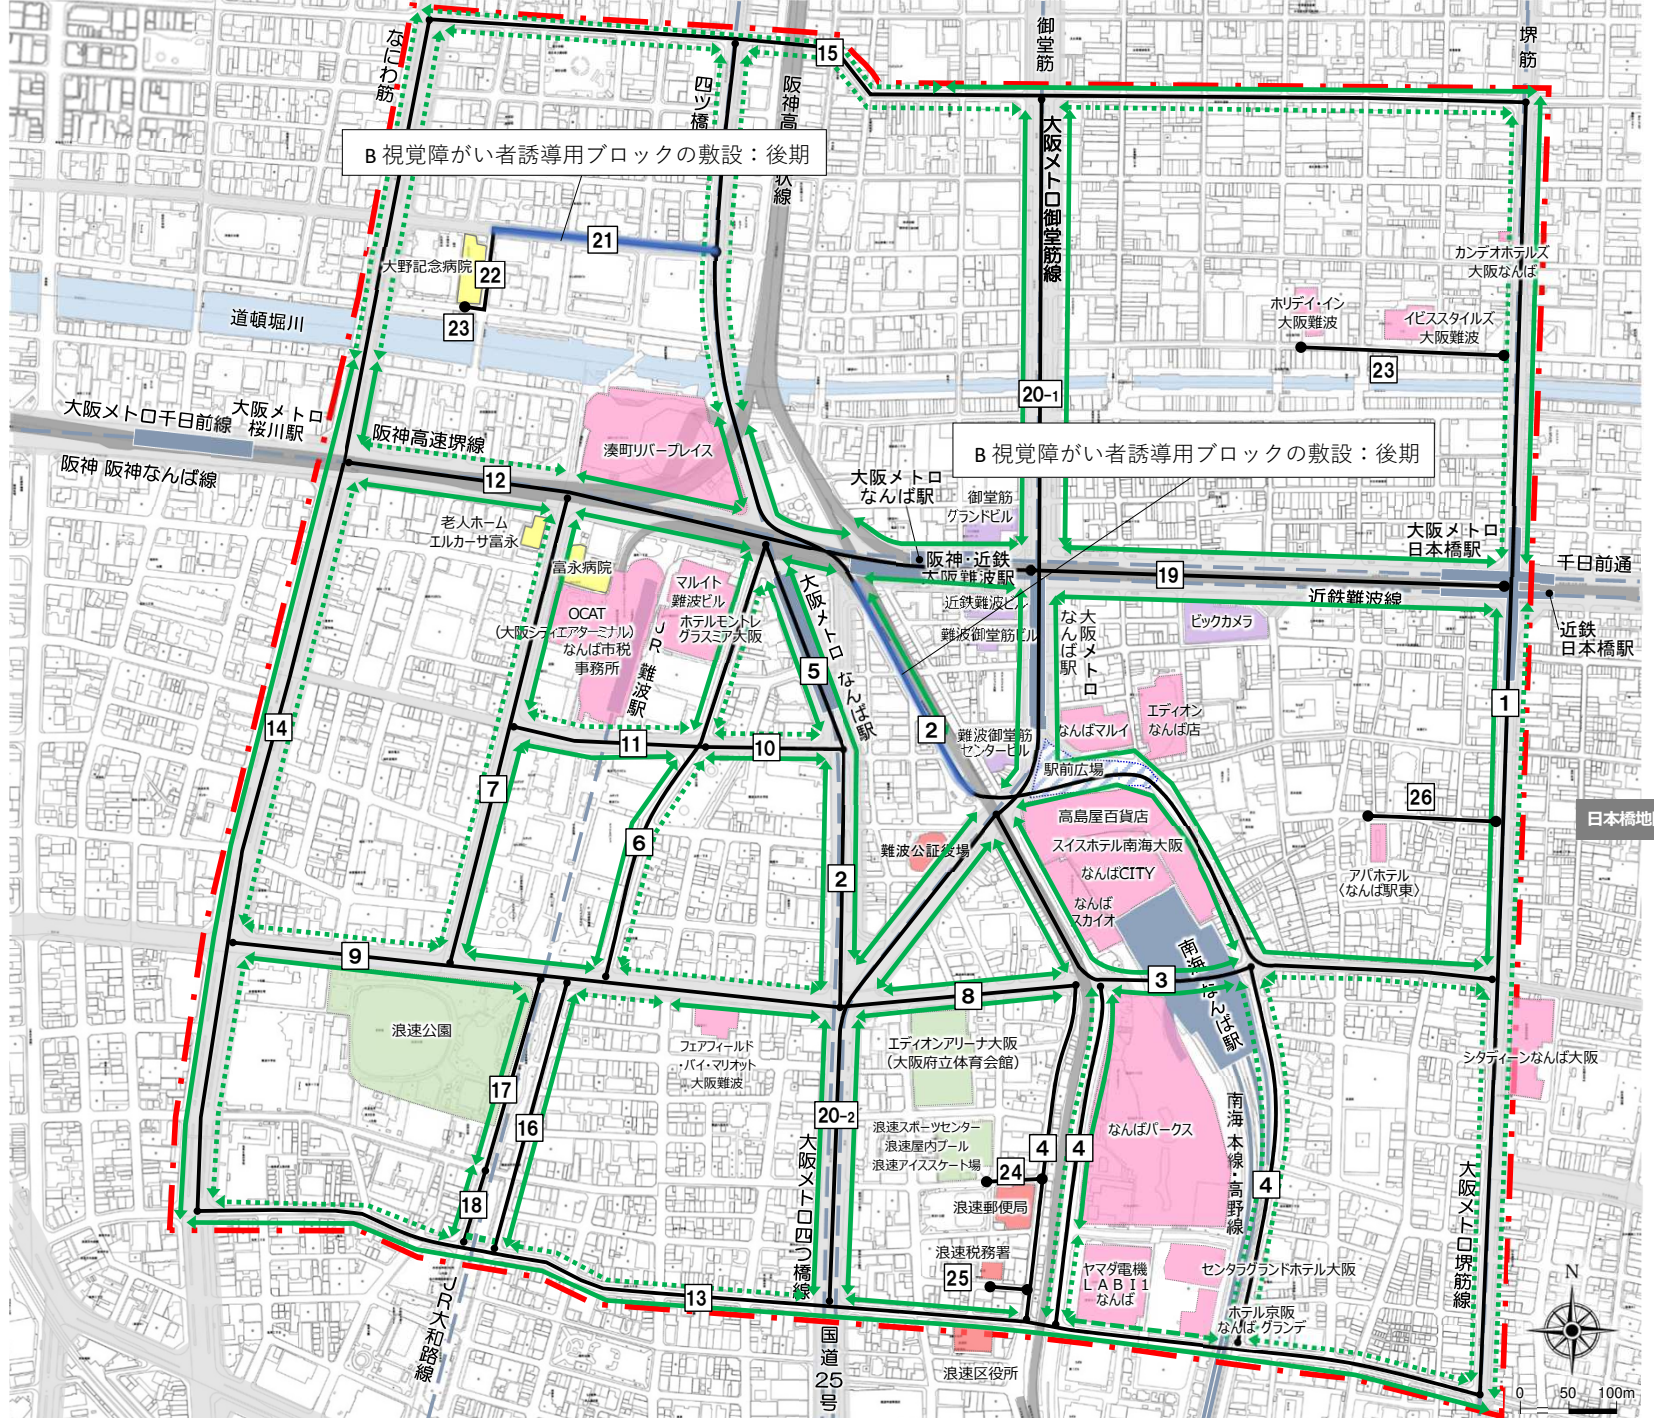 なにわ筋
四ツ橋
阪神高
状線
御堂筋
堺筋
15
B 視覚障がい者誘導用ブロックの敷設：後期
大阪メトロ御堂筋線
21
大野記念病院
22
23
道頓堀川
カンデオホテルズ
大阪なんば
ホリデイ・イン
大阪難波
イビススタイルズ
大阪難波
23
20-1
大阪メトロ千日前線
大阪メトロ
桜川駅
阪神高速堺線
阪神 阪神なんば線
湊町リバープレイス
B 視覚障がい者誘導用ブロックの敷設：後期
12
大阪メトロ
なんば駅
御堂筋
グランドビル
老人ホーム
エルカーサ富永
富永病院
阪神・近鉄
大阪難波駅
大阪メトロ
日本橋駅
千日前通
19
近鉄難波線
近鉄
日本橋駅
マルイト
難波ビル
OCAT
（大阪シティエアターミナル）
なんば市税
事務所
ホテルモントレ
グラスミア大阪
JR 難波駅
大阪メトロ なんば駅
近鉄難波ビル
難波御堂筋ビル
大阪メトロ
なんば駅
ビックカメラ
5
14
11
10
2
難波御堂筋
センタービル
なんばマルイ
エディオン
なんば店
1
駅前広場
7
6
26
高島屋百貨店
スイスホテル南海大阪
なんばCITY
なんば
スカイオ
難波公証役場
2
アパホテル
〈なんば駅東〉
日本橋地
9
8
3
南海 なんば駅
浪速公園
フェアフィールド
・バイ・マリオット
大阪難波
エディオンアリーナ大阪
（大阪府立体育会館）
シタディーンなんば大阪
17
16
20-2
浪速スポーツセンター
浪速屋内プール
浪速アイススケート場
なんばパークス
4
4
4
24
18
浪速郵便局
南海 本線・高野線
大阪メトロ四つ橋線
大阪メトロ堺筋線
浪速税務署
25
ヤマダ電機
ＬＡＢＩ１
なんば
センタラグランドホテル大阪
ホテル京阪
なんば グランデ
13
JR大和路線
国道25号
浪速区役所
N
0 50 100m